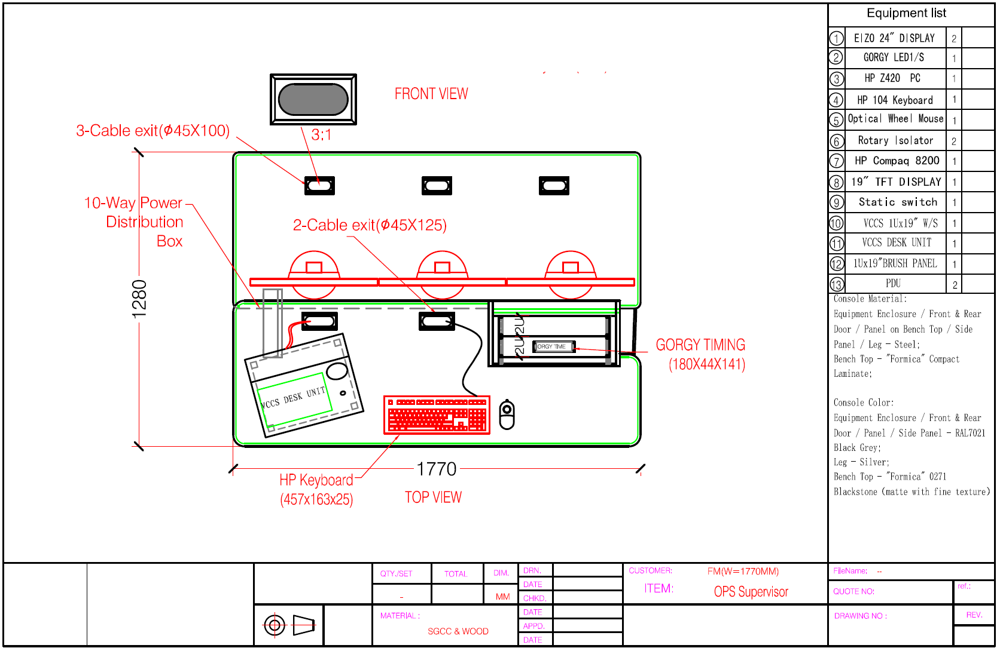 Equipment list
1 EIZO 24″ DISPLAY 2
2 GORGY LED1/S 1
3 HP Z420 PC 1
4 HP 104 Keyboard 1
5 Optical Wheel Mouse 1
6 Rotary Isolator 2
7 HP Compaq 8200 1
8 19″ TFT DISPLAY 1
9 Static switch 1
10 VCCS 1Ux19″ W/S 1
11 VCCS DESK UNIT 1
12 1Ux19″BRUSH PANEL 1
13 PDU 2
Console Material:
Equipment Enclosure / Front & Rear
Door / Panel on Bench Top / Side
Panel / Leg - Steel;
Bench Top - ″Formica″ Compact
Laminate;
Console Color:
Equipment Enclosure / Front & Rear
Door / Panel / Side Panel - RAL7021
Black Grey;
Leg - Silver;
Bench Top - ″Formica″ 0271
Blackstone (matte with fine texture)
FRONT VIEW
3-Cable exit(Φ45X100)
3:1
10-Way Power
Distribution
Box
2-Cable exit(Φ45X125)
1280
2U
2U
ORGY TIME
GORGY TIMING
(180X44X141)
VCCS DESK UNIT
1770
HP Keyboard
(457x163x25)
TOP VIEW
QTY./SET TOTAL DIM.
- MM
MATERIAL :
SGCC & WOOD
DRN.
DATE
CHKD.
DATE
APPD.
DATE
CUSTOMER: FM(W=1770MM)
ITEM: OPS Supervisor
FileName; --
QUOTE NO: ref.:
DRAWING NO : REV.